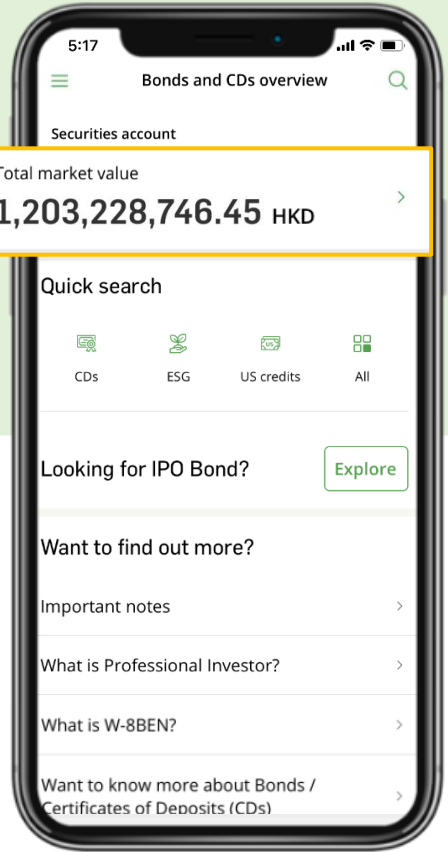 5:17
Bonds and CDs overview
Securities account
Total market value
1,203,228,746.45 HKD
Quick search
CDs
ESG
US credits
All
Looking for IPO Bond?
Explore
Want to find out more?
Important notes
What is Professional Investor?
What is W-8BEN?
Want to know more about Bonds /
Certificates of Deposits (CDs)